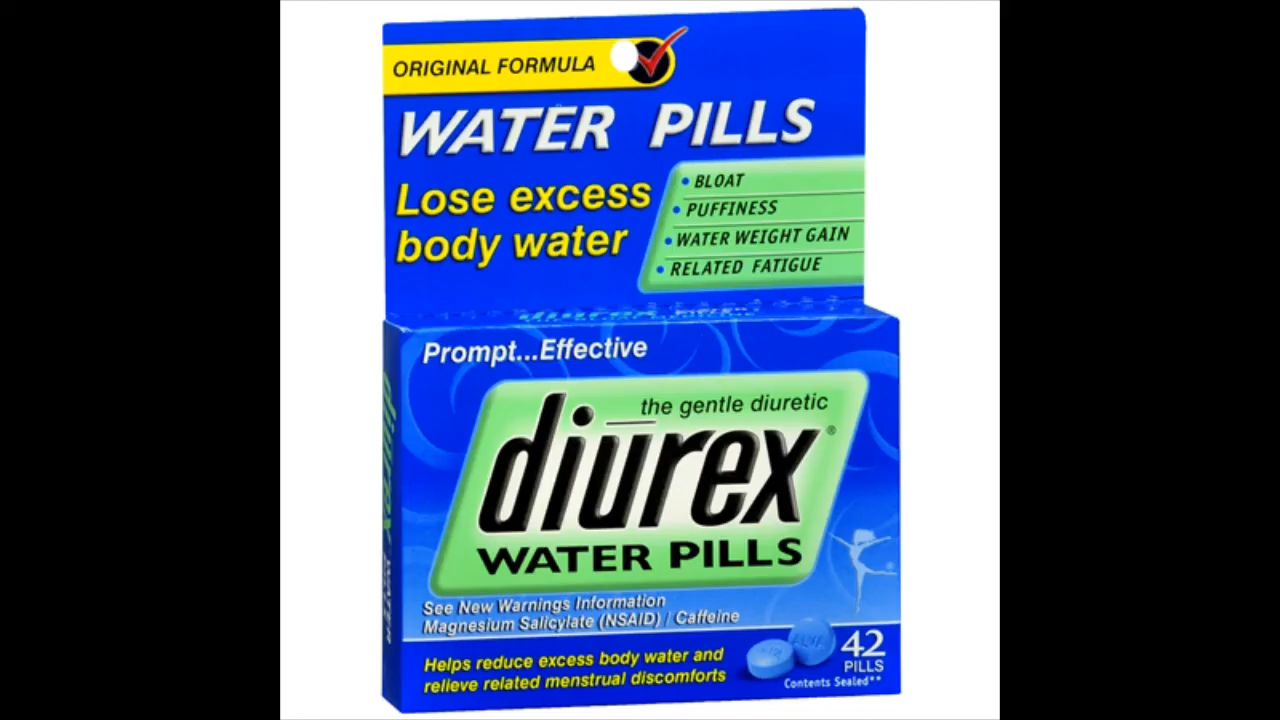 ORIGINAL FORMULA
WATER PILLS
Lose excess
body water
• BLOAT
• PUFFINESS
• WATER WEIGHT GAIN
• RELATED FATIGUE
Prompt...Effective
the gentle diuretic
diūrex®
WATER PILLS
See New Warnings Information
Magnesium Salicylate (NSAID) / Caffeine
Helps reduce excess body water and
relieve related menstrual discomforts
42
PILLS
Contents Sealed**